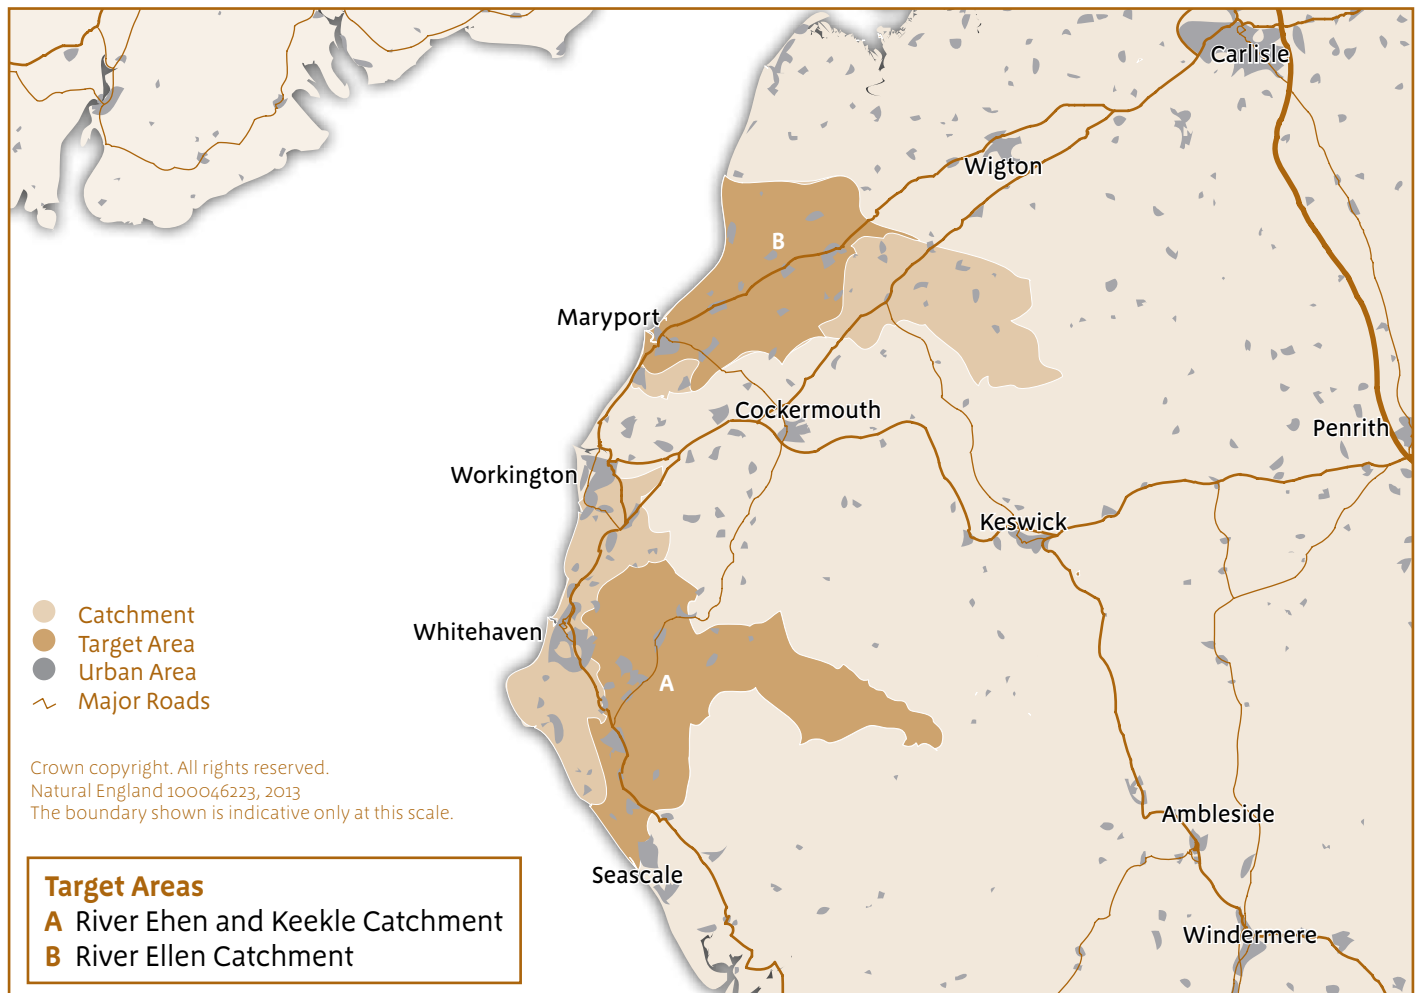 Carlisle
Wigton
B
Maryport
Cockermouth
Penrith
Workington
Keswick
Catchment
Target Area
Urban Area
Major Roads
Whitehaven
A
Crown copyright. All rights reserved.
Natural England 100046223, 2013
The boundary shown is indicative only at this scale.
Ambleside
Seascale
Windermere
Target Areas
A River Ehen and Keekle Catchment
B River Ellen Catchment